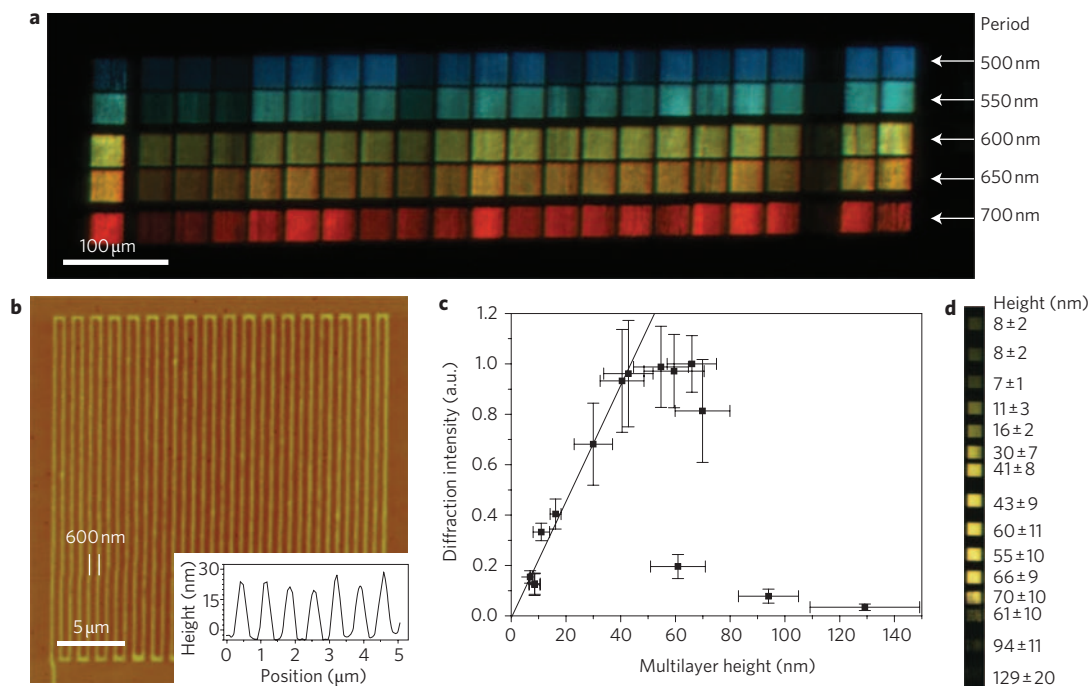 a
Period
500 nm
550 nm
600 nm
650 nm
700 nm
100 µm
b
600 nm
5 µm
Height (nm)
30
15
0
0 1 2 3 4 5
Position (µm)
c
Diffraction intensity (a.u.)
1.2
1.0
0.8
0.6
0.4
0.2
0.0
0 20 40 60 80 100 120 140
Multilayer height (nm)
d
Height (nm)
8±2
8±2
7±1
11±3
16±2
30±7
41±8
43±9
60±11
55±10
66±9
70±10
61±10
94±11
129±20